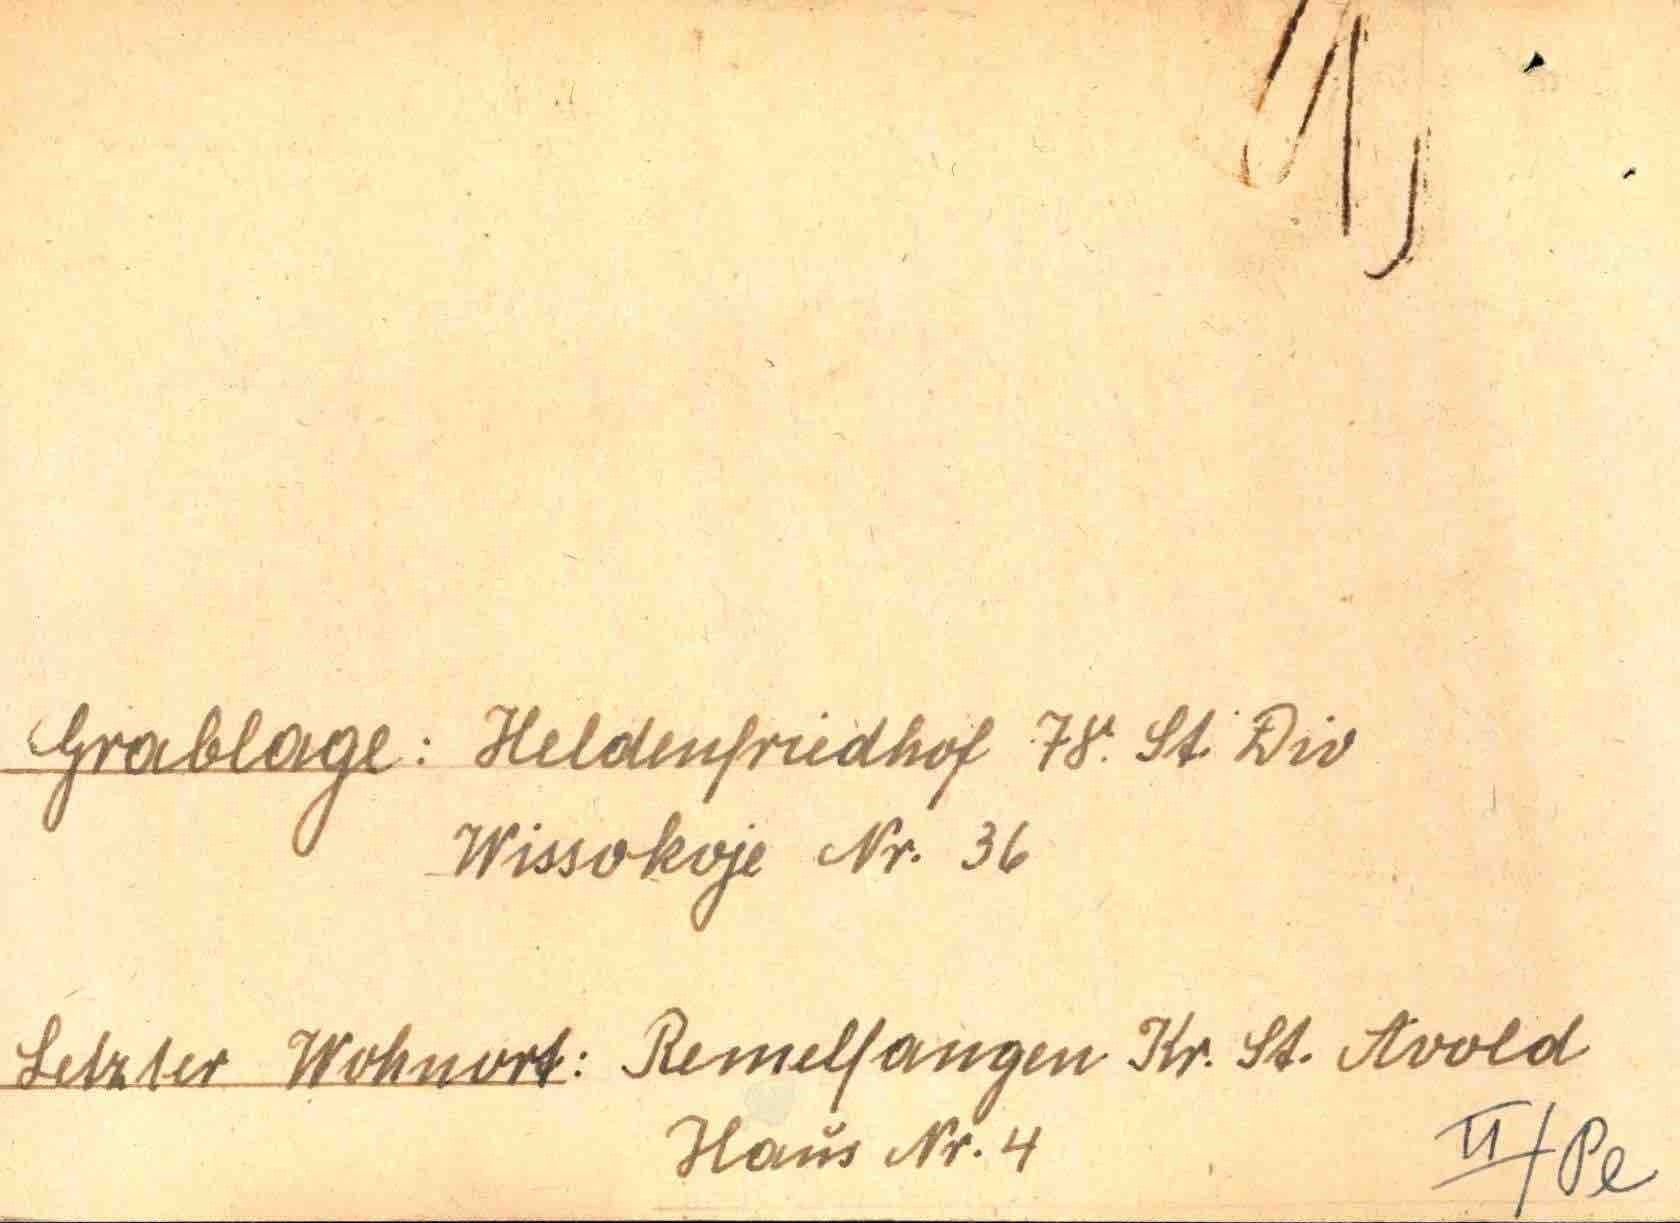 Grablage: Heldenfriedhof 78. St. Div
Wissokoje Nr. 36
Letzter Wohnort: Remelfangen Kr. St. Avold
Haus Nr. 4
II/Pe